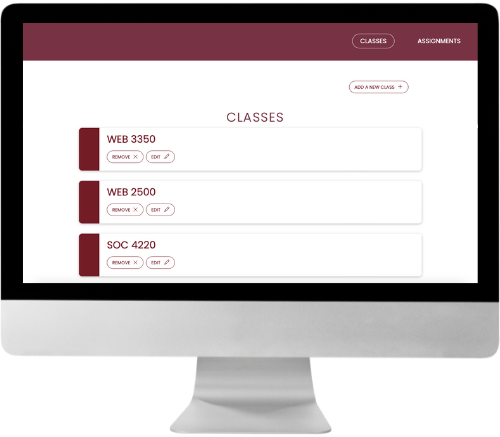 CLASSES ASSIGNMENTS
ADD A NEW CLASS +
CLASSES
WEB 3350
REMOVE × EDIT
WEB 2500
REMOVE × EDIT
SOC 4220
REMOVE × EDIT